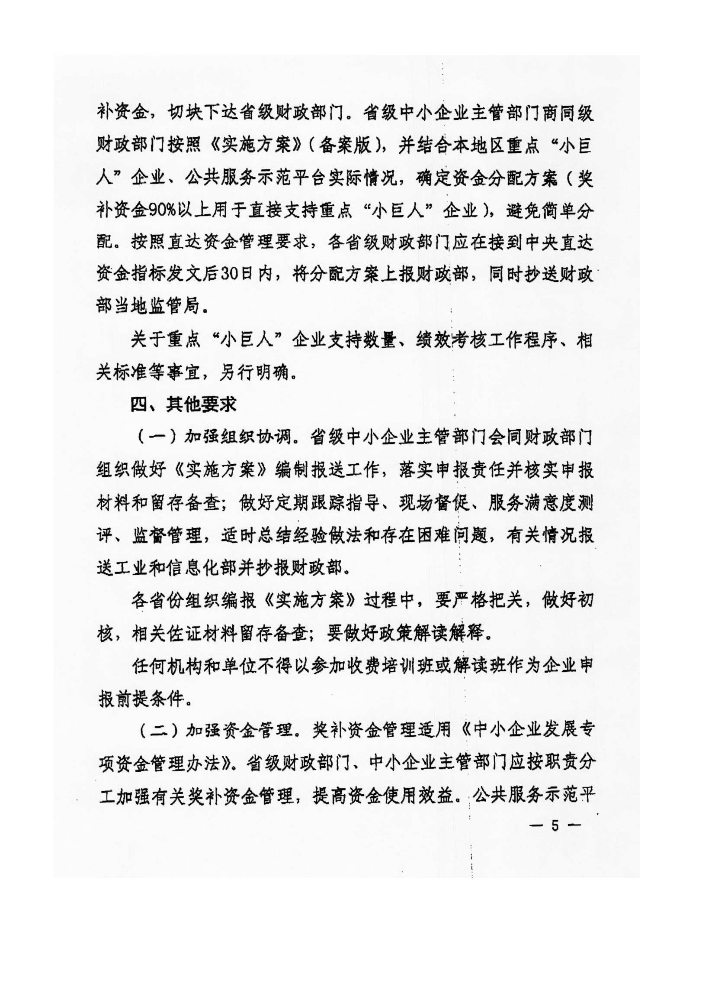 补资金，切块下达省级财政部门。省级中小企业主管部门商同级
财政部门按照《实施方案》（备案版），并结合本地区重点“小巨
人”企业、公共服务示范平台实际情况，确定资金分配方案（奖
补资金90%以上用于直接支持重点“小巨人”企业），避免简单分
配。按照直达资金管理要求，各省级财政部门应在接到中央直达
资金指标发文后30日内，将分配方案上报财政部，同时抄送财政
部当地监管局。
关于重点“小巨人”企业支持数量、绩效考核工作程序、相
关标准等事宜，另行明确。
四、其他要求
（一）加强组织协调。省级中小企业主管部门会同财政部门
组织做好《实施方案》编制报送工作，落实申报责任并核实申报
材料和留存备查；做好定期跟踪指导、现场督促、服务满意度测
评、监督管理，适时总结经验做法和存在困难问题，有关情况报
送工业和信息化部并抄报财政部。
各省份组织编报《实施方案》过程中，要严格把关，做好初
核，相关佐证材料留存备查；要做好政策解读解释。
任何机构和单位不得以参加收费培训班或解读班作为企业申
报前提条件。
（二）加强资金管理。奖补资金管理适用《中小企业发展专
项资金管理办法》。省级财政部门、中小企业主管部门应按职责分
工加强有关奖补资金管理，提高资金使用效益。公共服务示范平
— 5 —